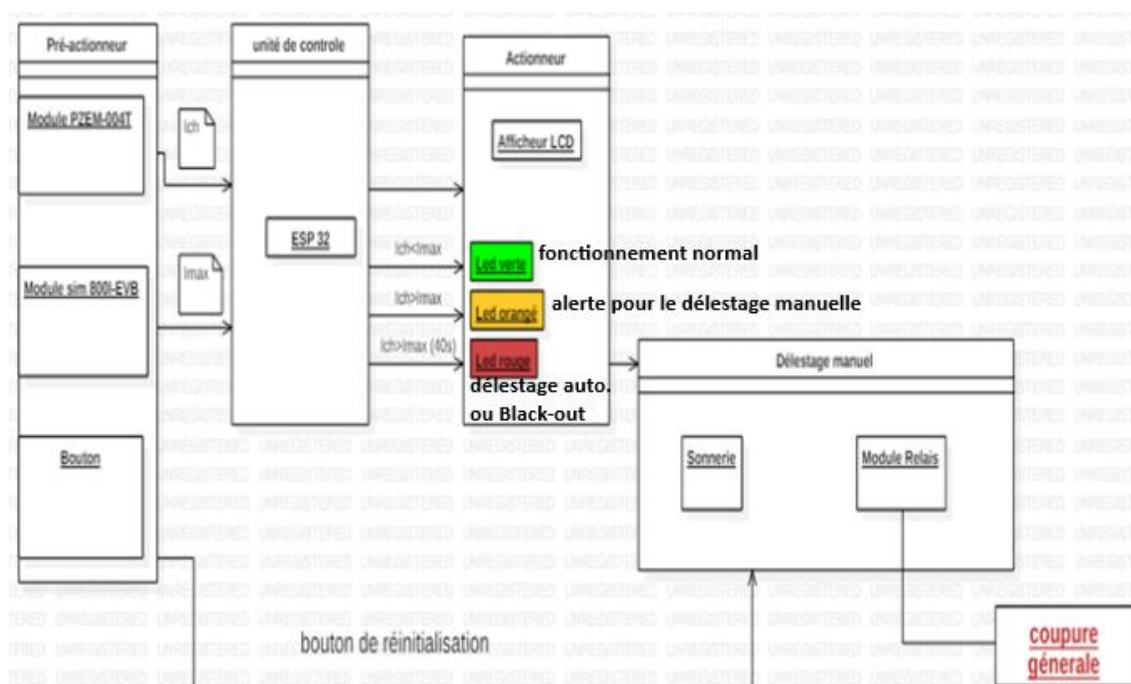 Pré-actionneur
Module PZEM-004T
Module sim 800l-EVB
Bouton
Ich
Imax
unité de controle
ESP 32
Ich<Imax
Ich>Imax
Ich>Imax (40s)
Actionneur
Afficheur LCD
Led verte
fonctionnement normal
Led orangé
alerte pour le délestage manuelle
Led rouge
délestage auto.
ou Black-out
Délestage manuel
Sonnerie
Module Relais
bouton de réinitialisation
coupure
génerale
UNREGISTERED